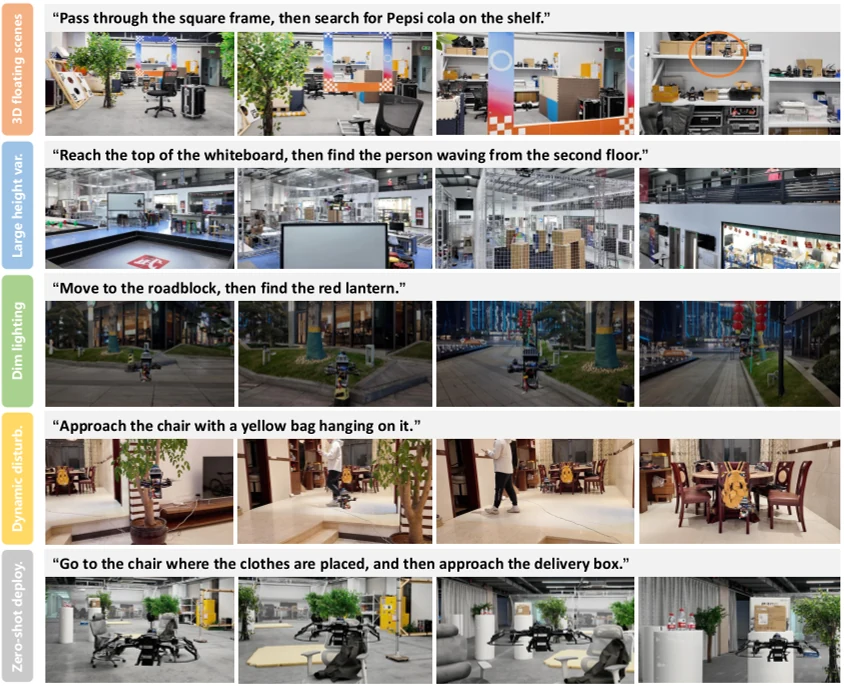 3D floating scenes
“Pass through the square frame, then search for Pepsi cola on the shelf.”
Large height var.
“Reach the top of the whiteboard, then find the person waving from the second floor.”
Dim lighting
“Move to the roadblock, then find the red lantern.”
Dynamic disturb.
“Approach the chair with a yellow bag hanging on it.”
Zero-shot deploy.
“Go to the chair where the clothes are placed, and then approach the delivery box.”